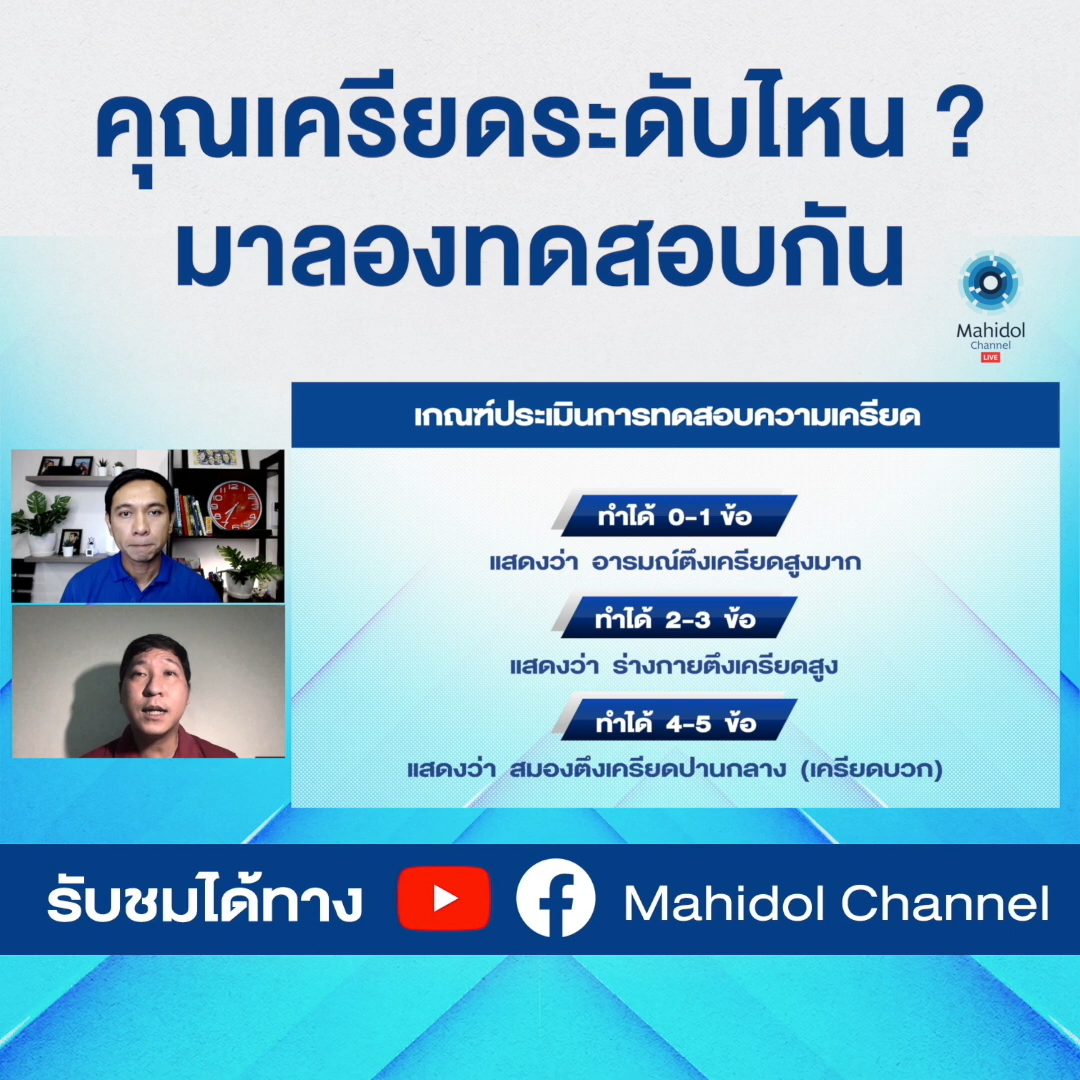 คุณเครียดระดับไหน ?
มาลองทดสอบกัน
Mahidol
Channel
LIVE
เกณฑ์ประเมินการทดสอบความเครียด
ทำได้ 0-1 ข้อ
แสดงว่า อารมณ์ตึงเครียดสูงมาก
ทำได้ 2-3 ข้อ
แสดงว่า ร่างกายตึงเครียดสูง
ทำได้ 4-5 ข้อ
แสดงว่า สมองตึงเครียดปานกลาง (เครียดบวก)
รับชมได้ทาง Mahidol Channel